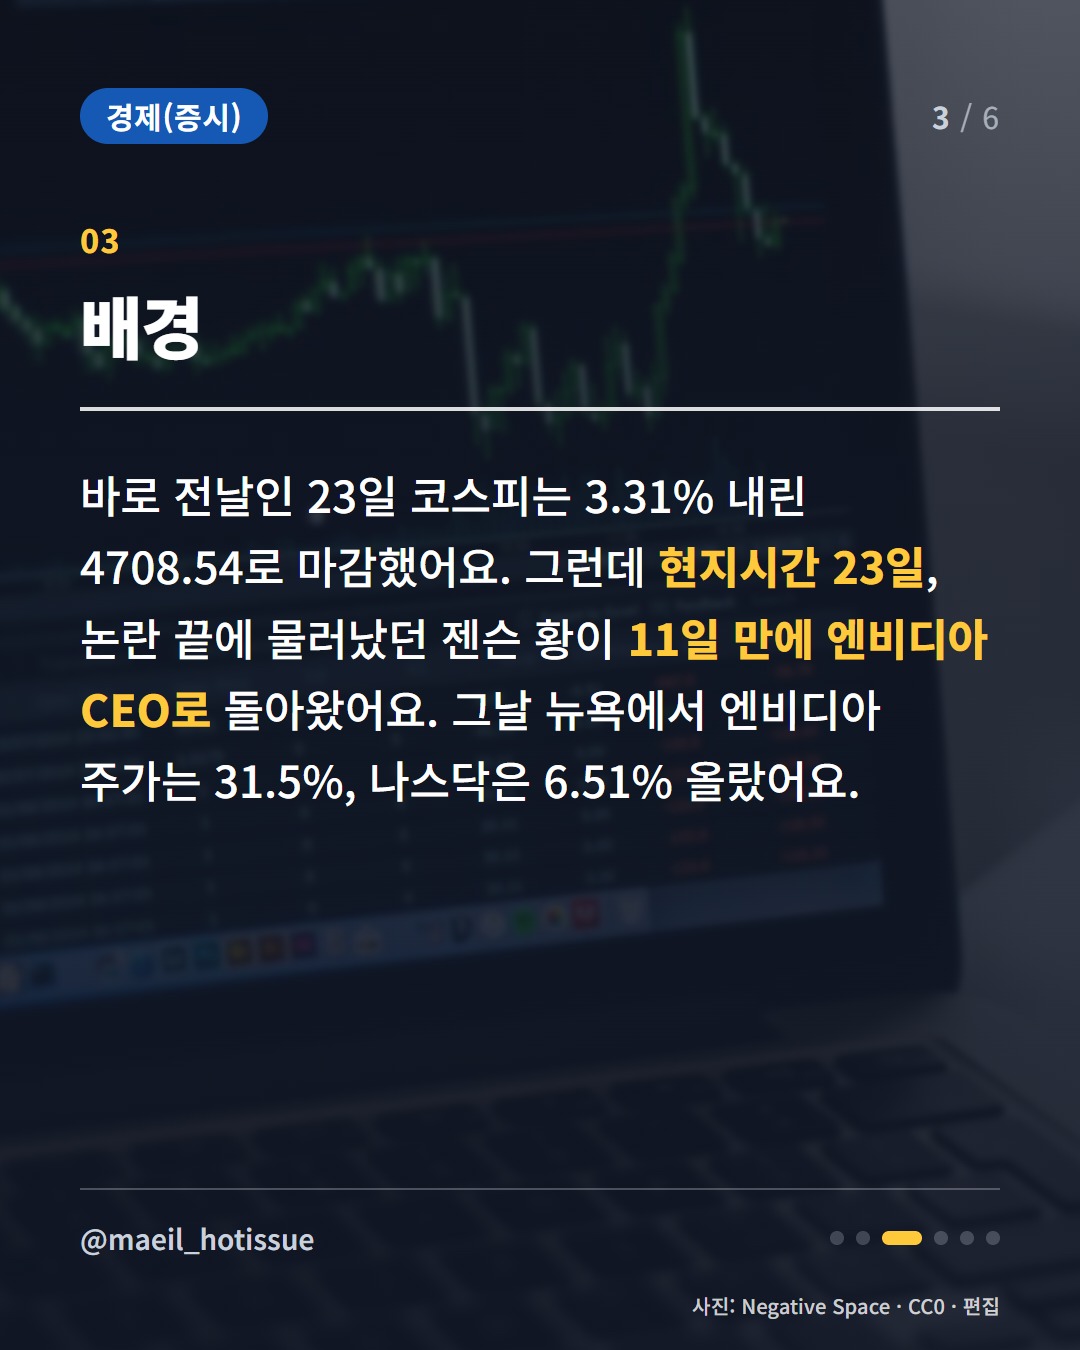 경제(증시)
3 / 6
03
배경
바로 전날인 23일 코스피는 3.31% 내린
4708.54로 마감했어요. 그런데 현지시간 23일,
논란 끝에 물러났던 젠슨 황이 11일 만에 엔비디아
CEO로 돌아왔어요. 그날 뉴욕에서 엔비디아
주가는 31.5%, 나스닥은 6.51% 올랐어요.
@maeil_hotissue
사진: Negative Space · CC0 · 편집